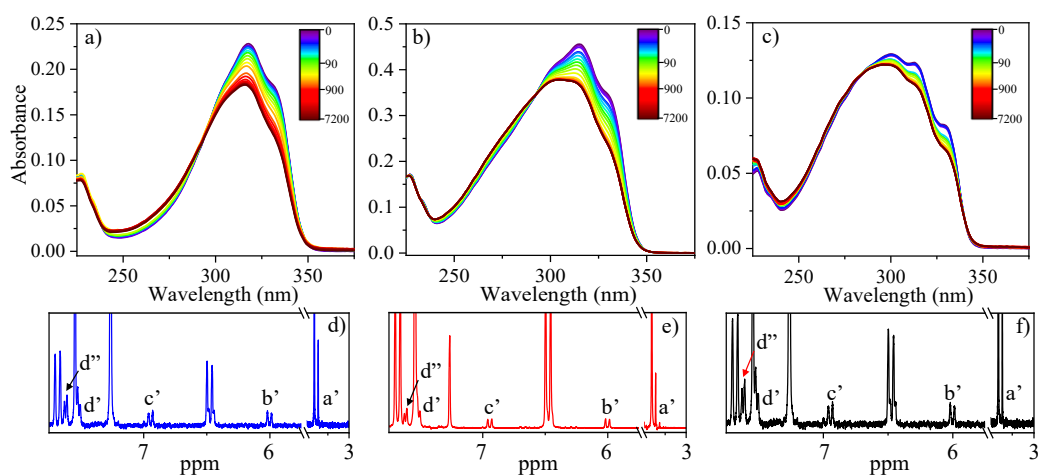 a)
0
90
900
7200
0.25
0.20
0.15
0.10
0.05
0.00
Absorbance
250 300 350
Wavelength (nm)
b)
0
90
900
7200
0.5
0.4
0.3
0.2
0.1
0.0
250 300 350
Wavelength (nm)
c)
0
90
900
7200
0.15
0.10
0.05
0.00
250 300 350
Wavelength (nm)
d)
d’’
d’
c’
b’
a’
7 6 3
ppm
e)
d’’
d’
c’
b’
a’
7 6 3
ppm
f)
d’’
d’
c’
b’
a’
7 6 3
ppm